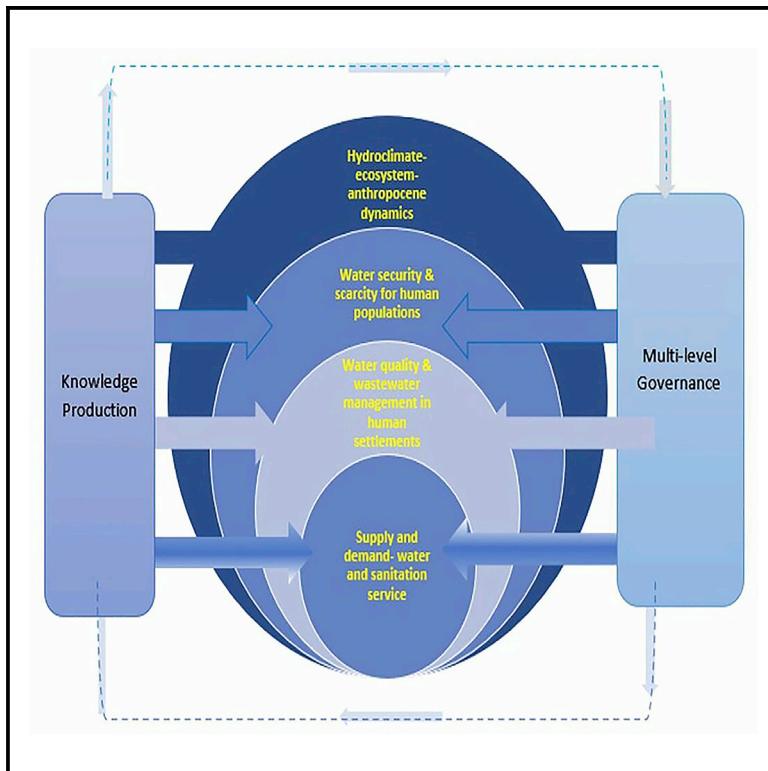 Hydroclimate-
ecosystem-
anthropocene
dynamics
Water security &
scarcity for human
populations
Water quality &
wastewater
management in
human
settlements
Supply and
demand- water
and sanitation
service
Knowledge
Production
Multi-level
Governance